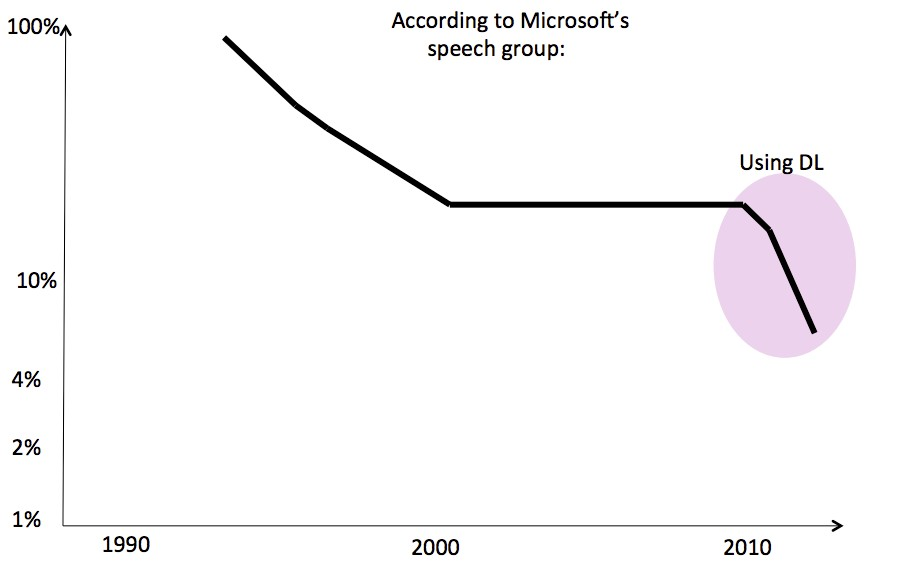 According to Microsoft's
speech group:
100%
Using DL
10%
4%
2%
1%
1990
2000
2010